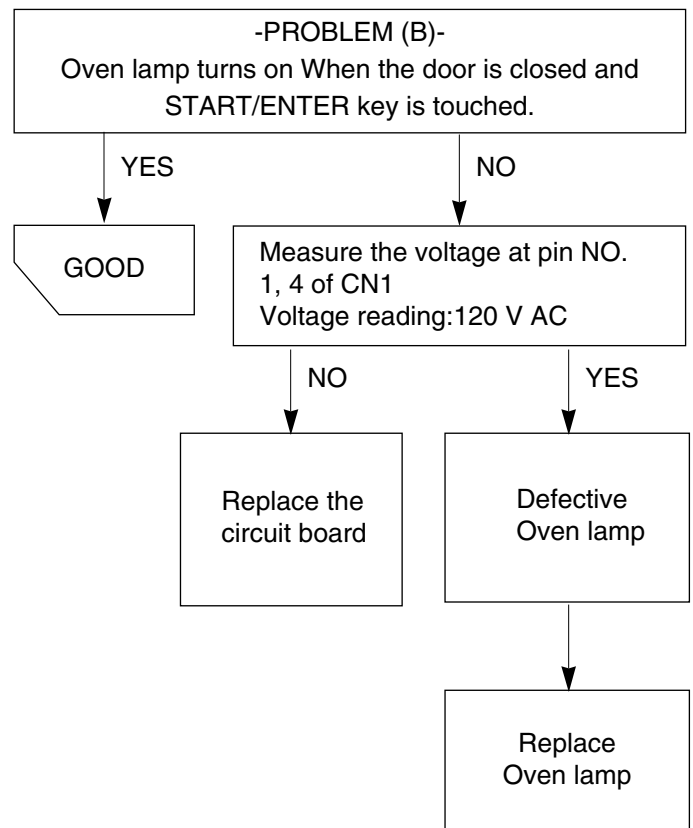 -PROBLEM (B)-
Oven lamp turns on When the door is closed and
START/ENTER key is touched.
YES
NO
GOOD
Measure the voltage at pin NO.
1, 4 of CN1
Voltage reading:120 V AC
NO
YES
Replace the
circuit board
Defective
Oven lamp
Replace
Oven lamp